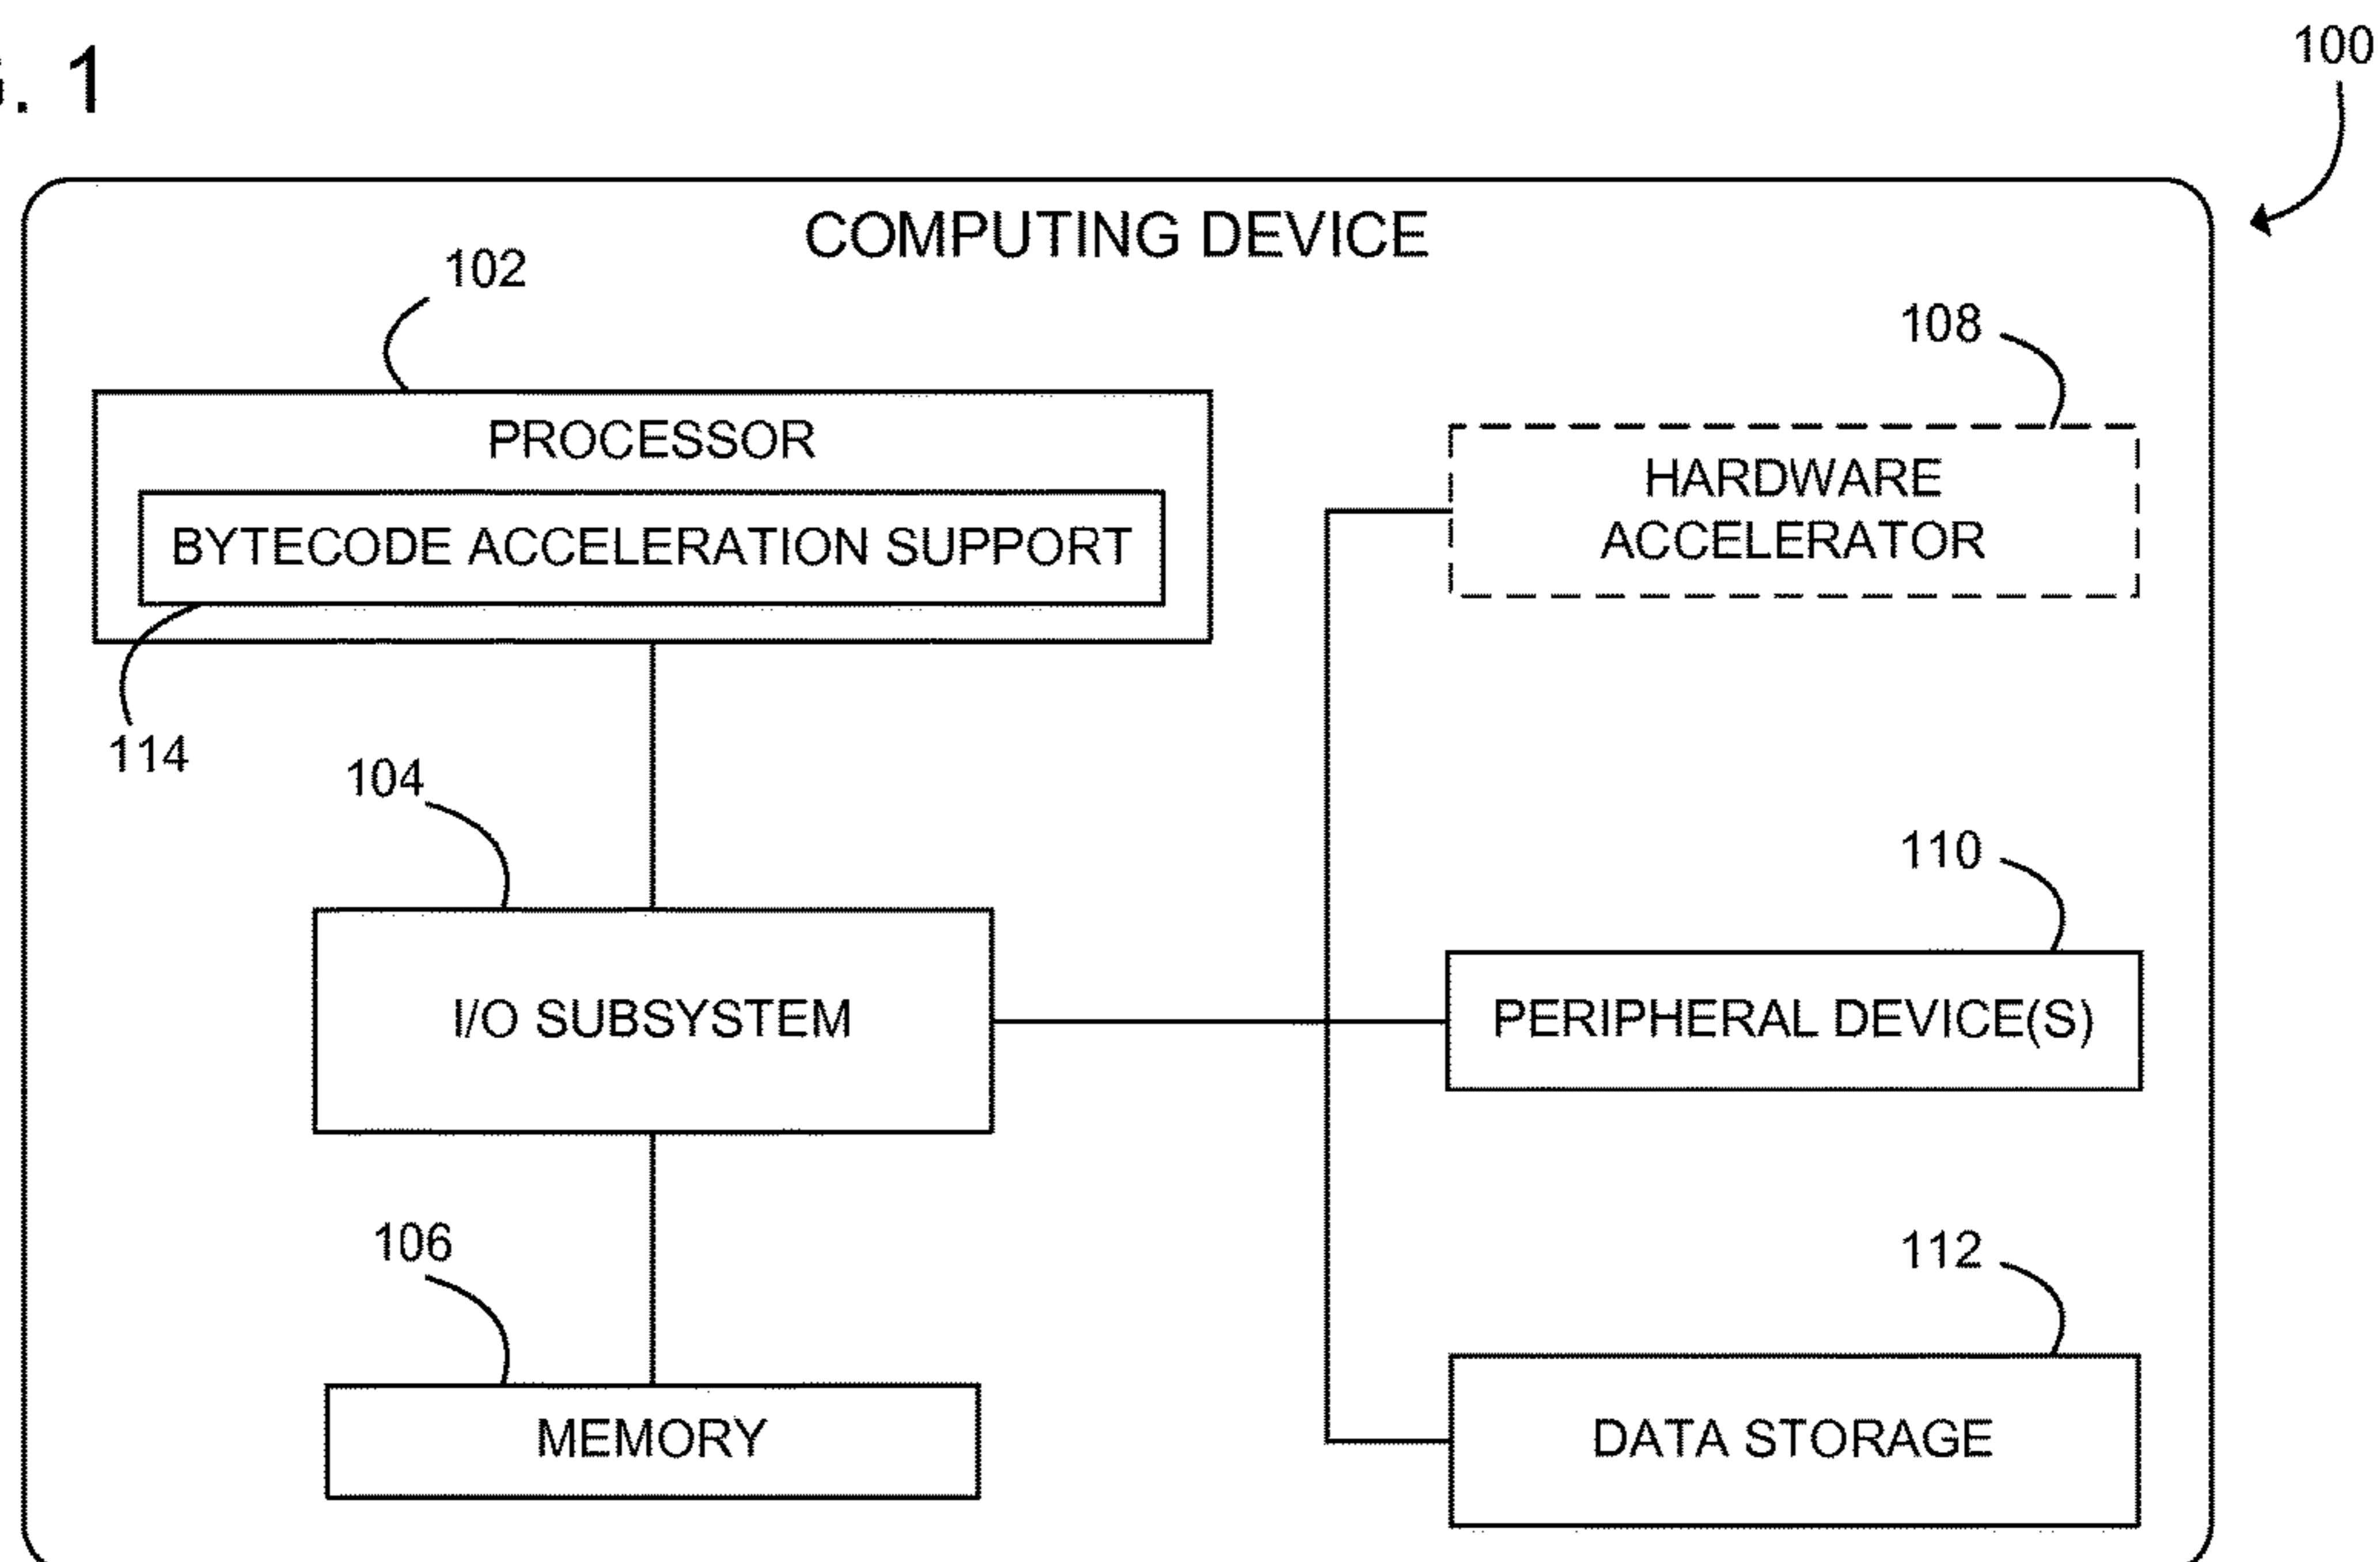 . 1
100
COMPUTING DEVICE
102
108
PROCESSOR
HARDWARE
ACCELERATOR
BYTECODE ACCELERATION SUPPORT
114
104
110
I/O SUBSYSTEM
PERIPHERAL DEVICE(S)
106
112
MEMORY
DATA STORAGE